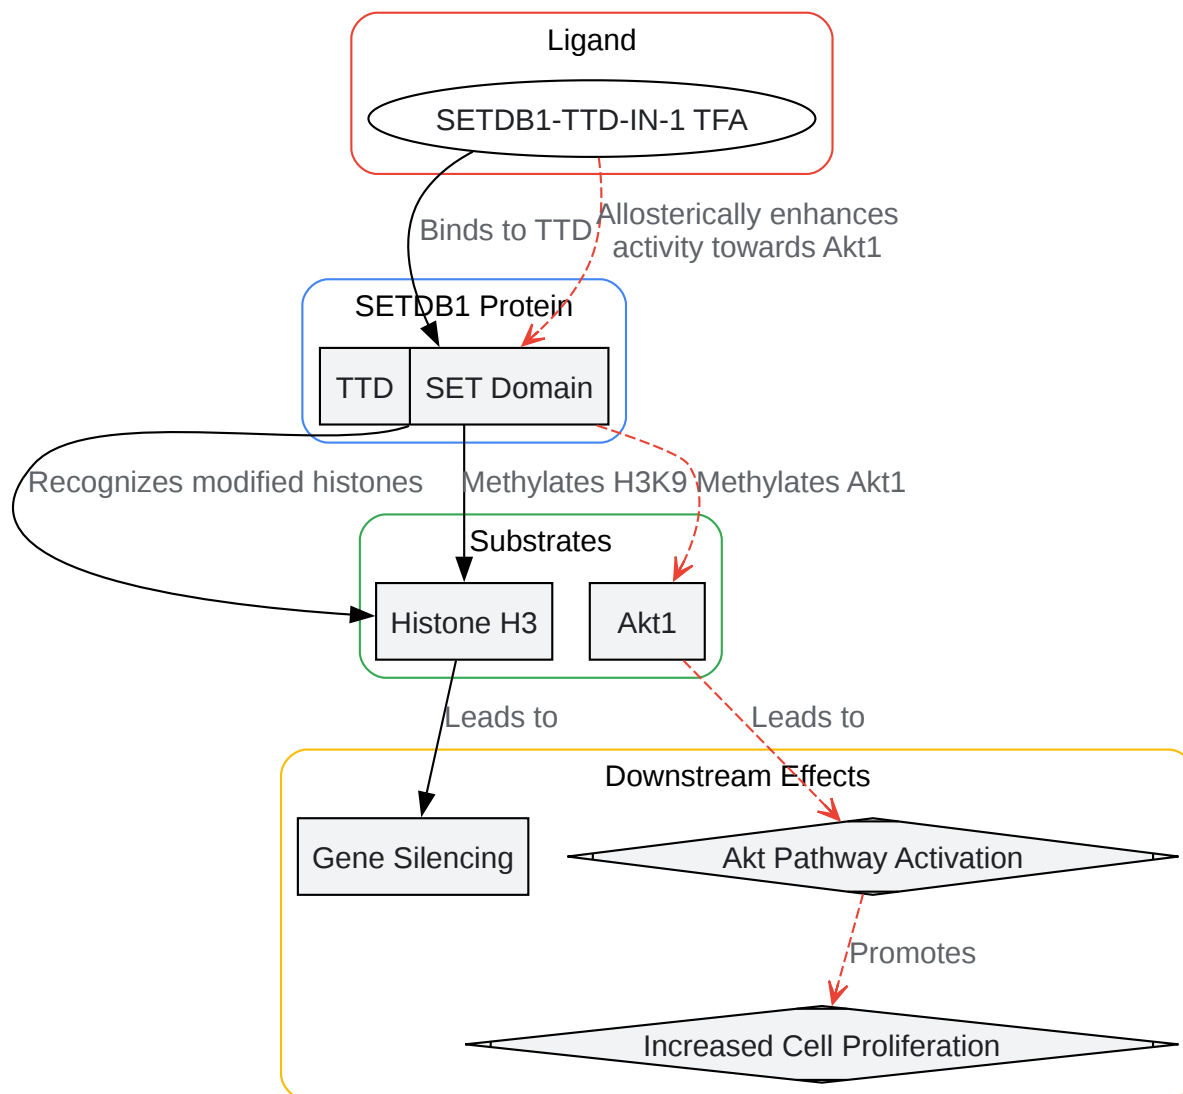 Ligand
SETDB1-TTD-IN-1 TFA
Binds to TTD
Allosterically enhances
activity towards Akt1
SETDB1 Protein
TTD
SET Domain
Recognizes modified histones
Methylates H3K9
Methylates Akt1
Substrates
Histone H3
Akt1
Leads to
Leads to
Downstream Effects
Gene Silencing
Akt Pathway Activation
Promotes
Increased Cell Proliferation